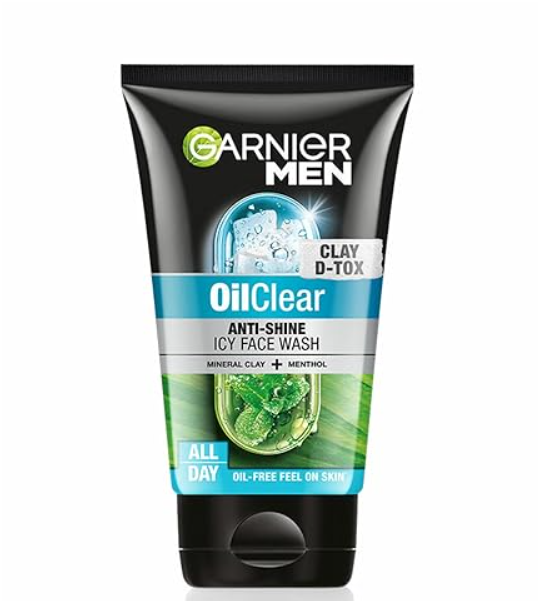 GARNIER
MEN
CLAY
D-TOX
OilClear
ANTI-SHINE
ICY FACE WASH
MINERAL CLAY + MENTHOL
ALL
DAY
OIL-FREE FEEL ON SKIN